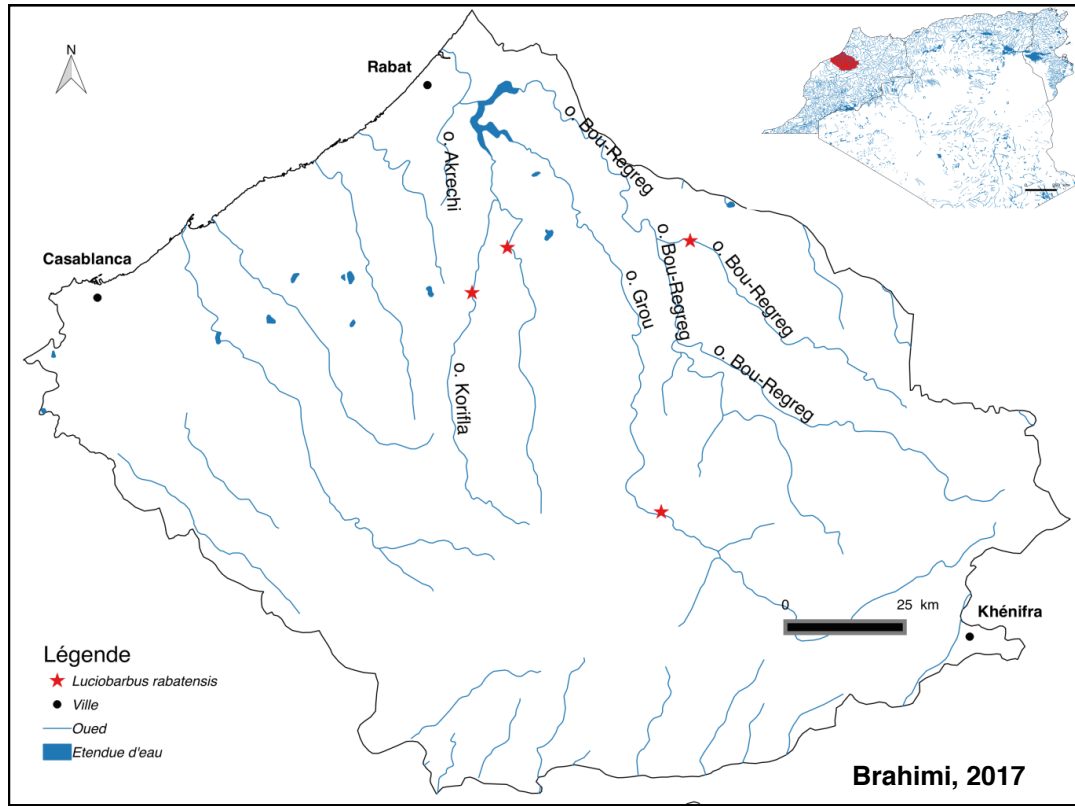 N
Rabat
o. Bou-Regreg
o. Akrechi
Casablanca
o. Bou-Regreg
o. Bou-Regreg
o. Grou
o. Bou-Regreg
o. Korifla
0 25 km
Khénifra
Légende
Luciobarbus rabatensis
Ville
Oued
Etendue d'eau
Brahimi, 2017